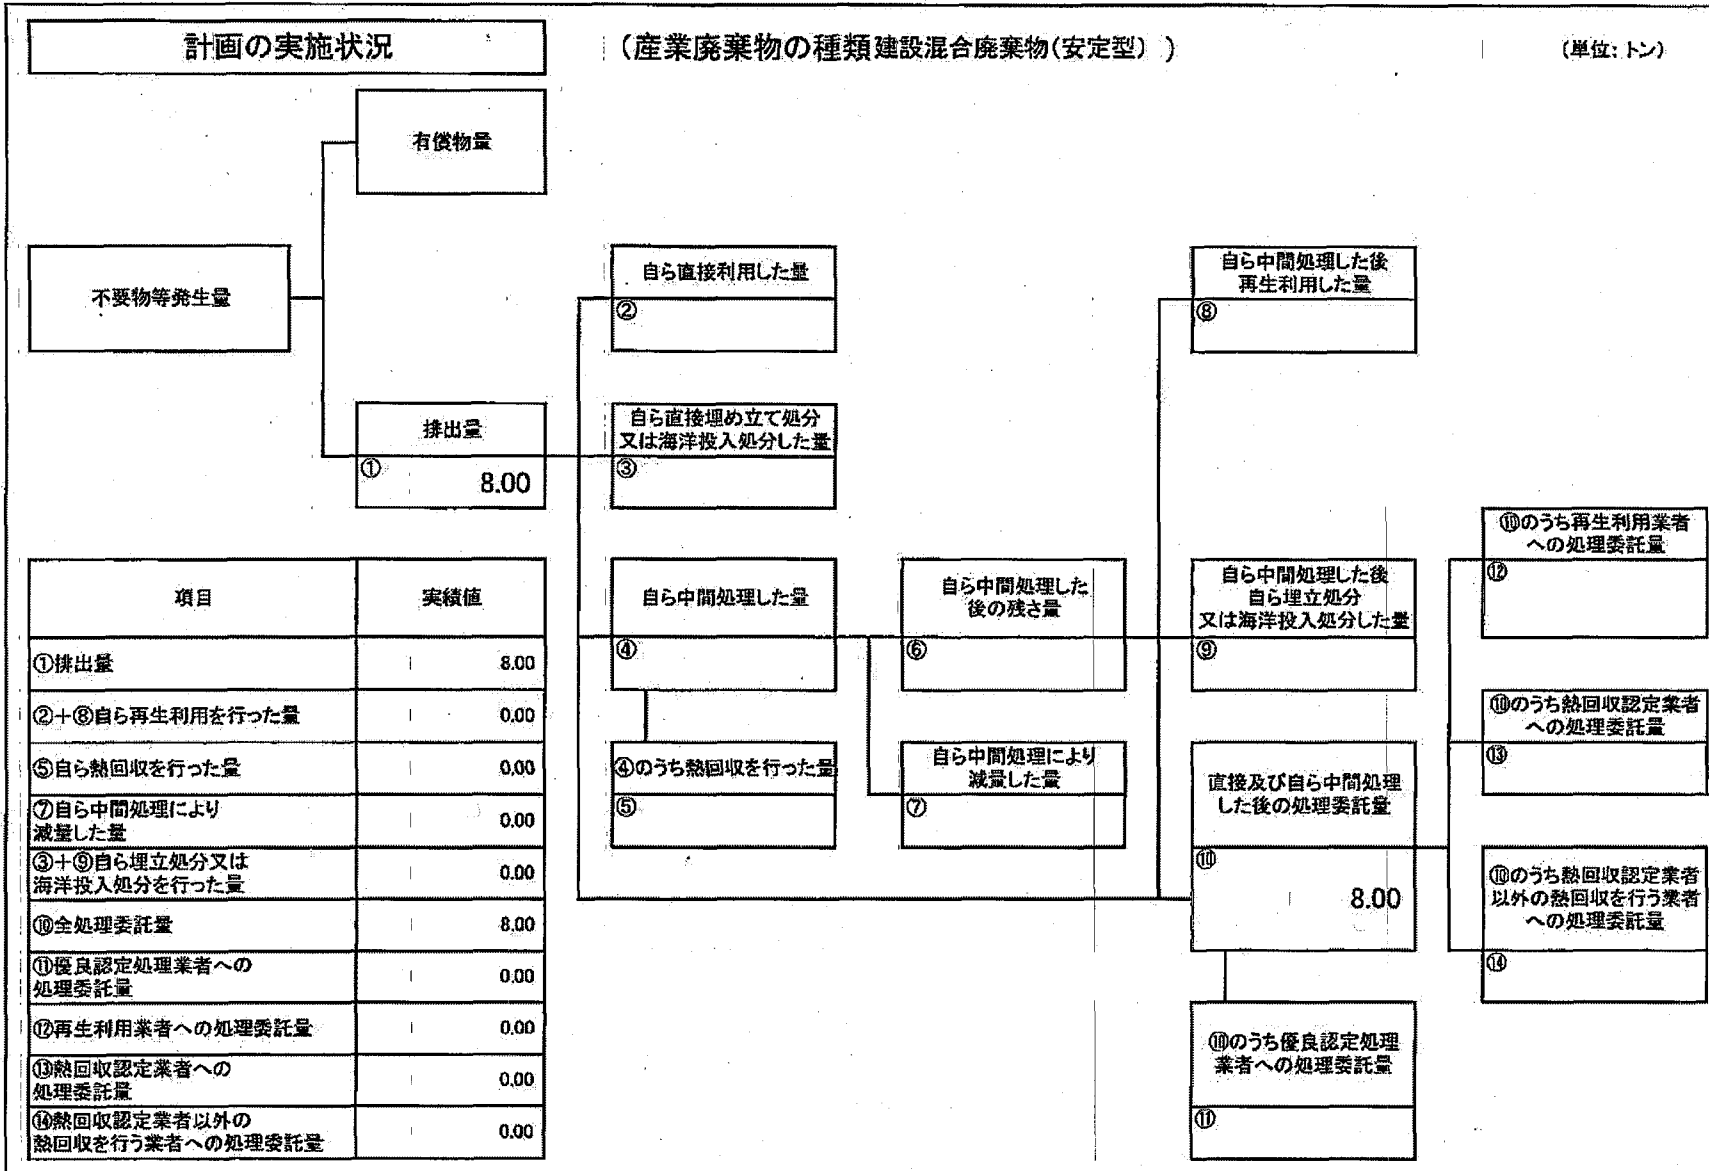 計画の実施状況
（産業廃棄物の種類建設混合廃棄物(安定型)）
(単位：トン)
有償物量
不要物等発生量
排出量
①
8.00
自ら直接利用した量
②
自ら直接埋め立て処分
又は海洋投入処分した量
③
自ら中間処理した量
④
④のうち熱回収を行った量
⑤
自ら中間処理した
後の残さ量
⑥
自ら中間処理により
減量した量
⑦
自ら中間処理した後
再生利用した量
⑧
自ら中間処理した後
自ら埋立処分
又は海洋投入処分した量
⑨
直接及び自ら中間処理
した後の処理委託量
⑩
8.00
⑩のうち優良認定処理
業者への処理委託量
⑪
⑩のうち再生利用業者
への処理委託量
⑫
⑩のうち熱回収認定業者
への処理委託量
⑬
⑩のうち熱回収認定業者
以外の熱回収を行う業者
への処理委託量
⑭
項目 実績値
①排出量 8.00
②＋⑧自ら再生利用を行った量 0.00
⑤自ら熱回収を行った量 0.00
⑦自ら中間処理により
減量した量 0.00
③＋⑨自ら埋立処分又は
海洋投入処分を行った量 0.00
⑩全処理委託量 8.00
⑪優良認定処理業者への
処理委託量 0.00
⑫再生利用業者への処理委託量 0.00
⑬熱回収認定業者への
処理委託量 0.00
⑭熱回収認定業者以外の
熱回収を行う業者への処理委託量 0.00